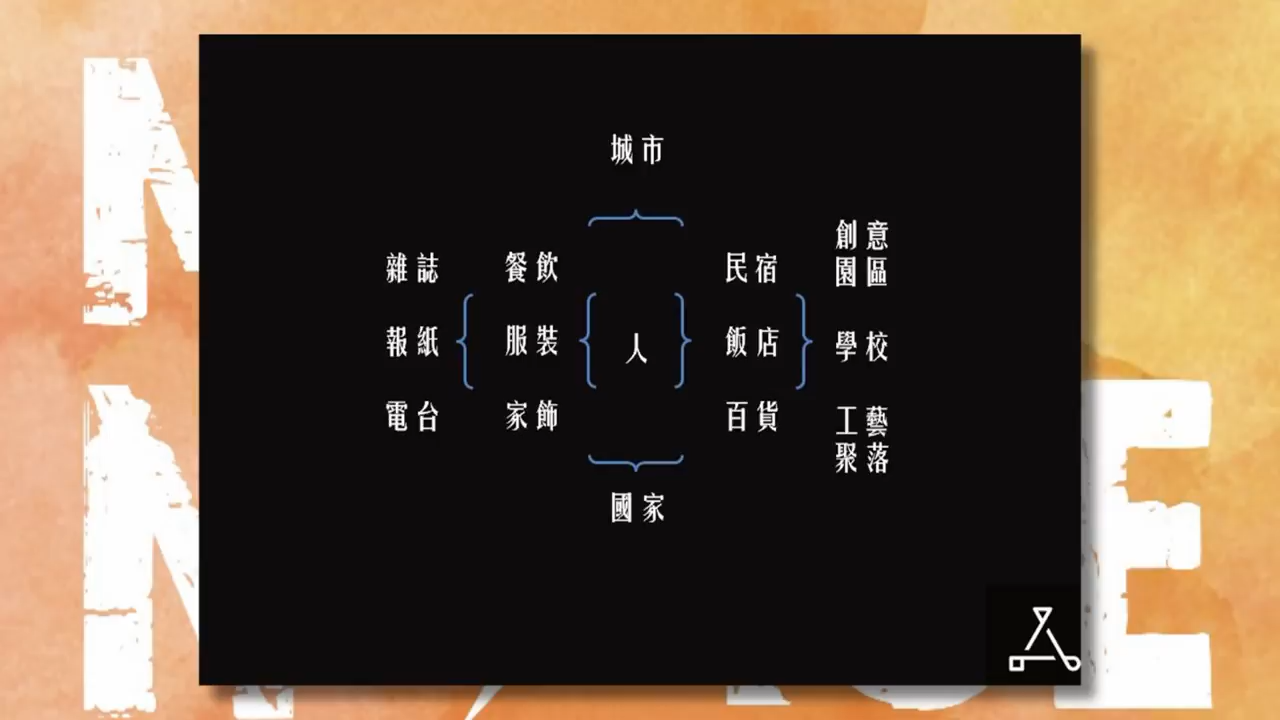 城市
雜誌
報紙
電台
餐飲
服裝
家飾
人
民宿
飯店
百貨
創意
園區
學校
工藝
聚落
國家